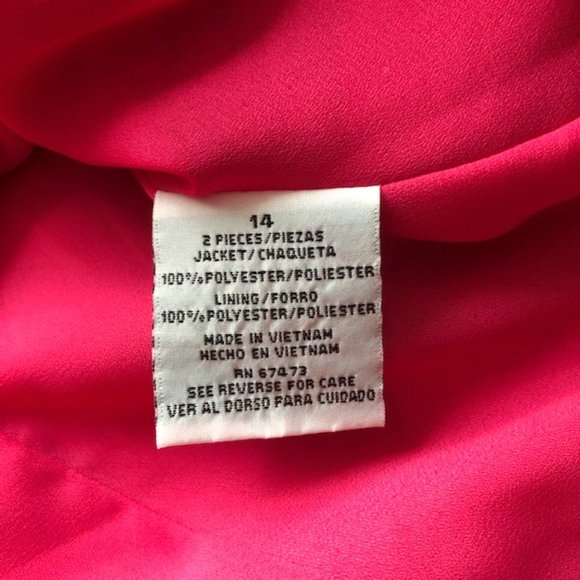 14
2 PIECES/PIEZAS
JACKET/CHAQUETA
100%POLYESTER/POLIESTER
LINING/FORRO
100%POLYESTER/POLIESTER
MADE IN VIETNAM
HECHO EN VIETNAM
RN 67473
SEE REVERSE FOR CARE
VER AL DORSO PARA CUIDADO